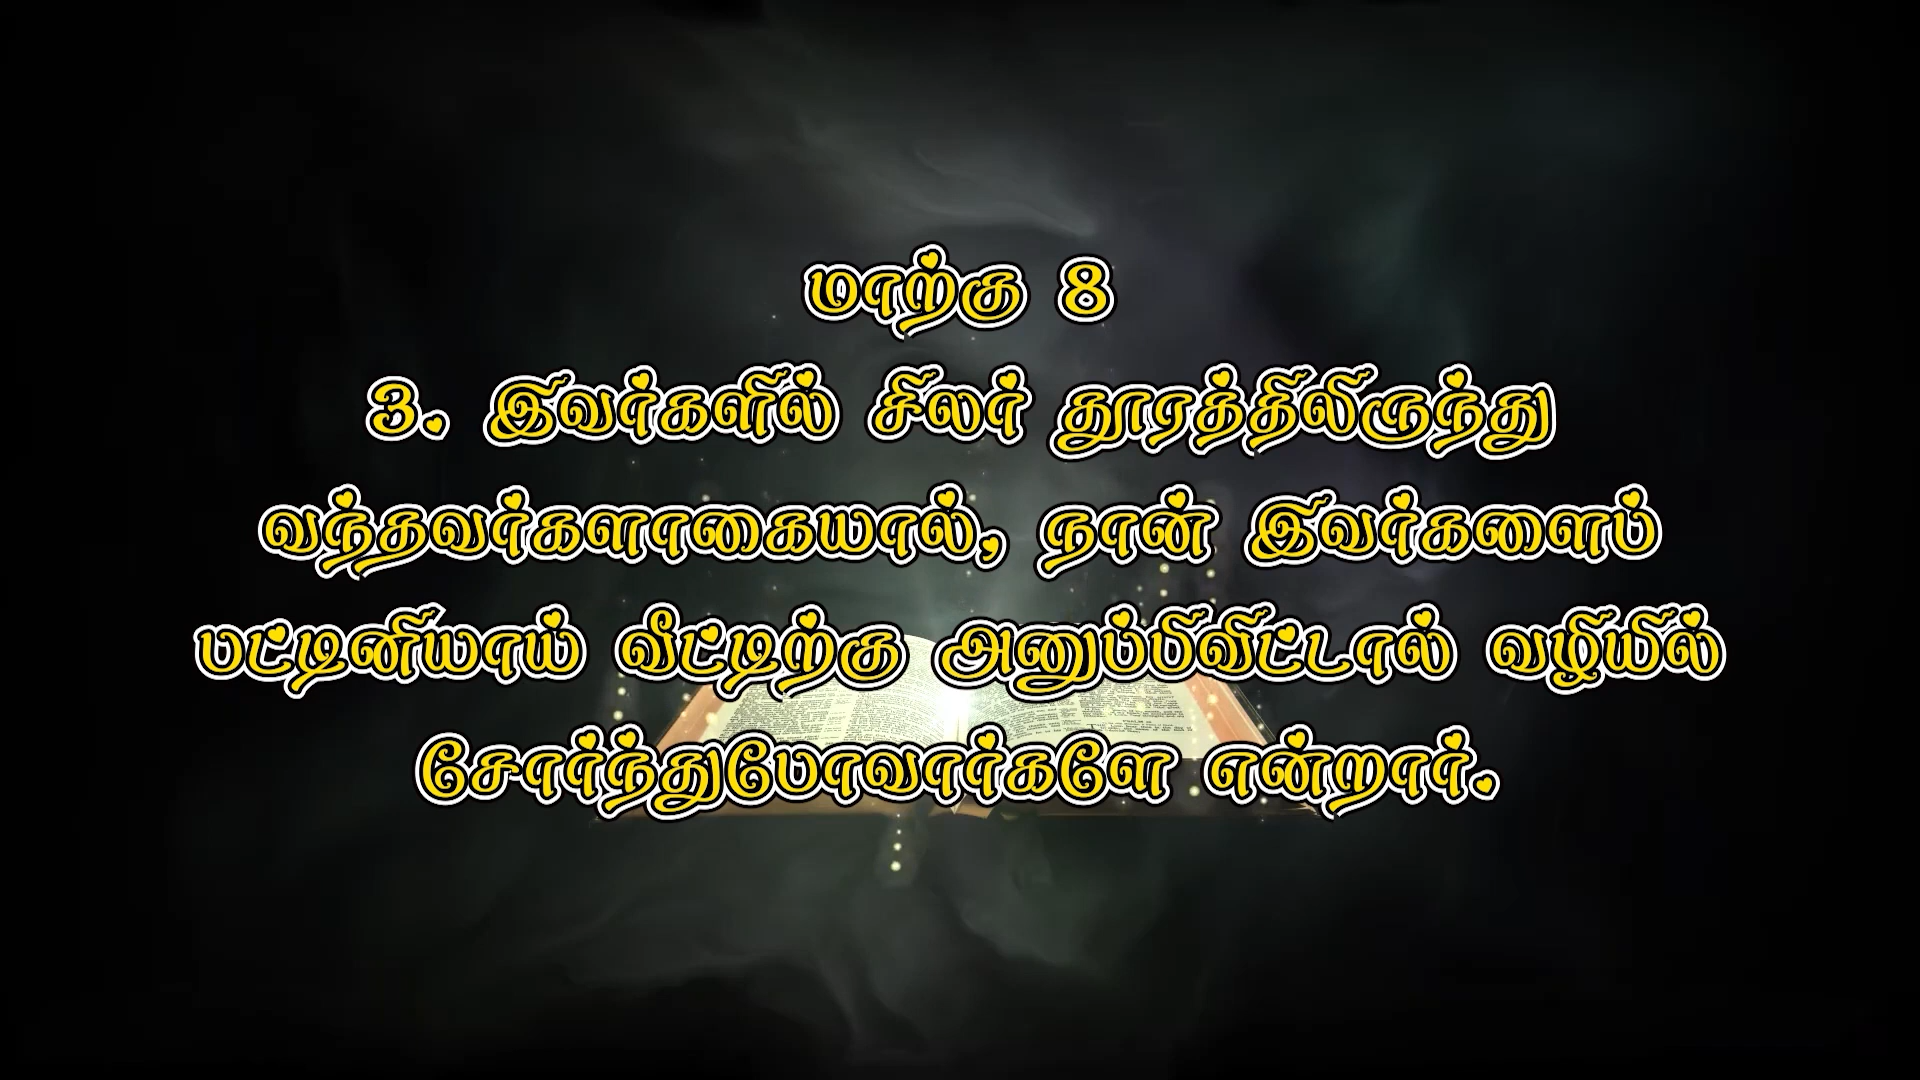 மாற்கு 8
3. இவர்களில் சிலர் தூரத்திலிருந்து
வந்தவர்களாகையால், நான் இவர்களைப்
பட்டினியாய் வீட்டிற்கு அனுப்பிவிட்டால் வழியில்
சோர்ந்துபோவார்களே என்றார்.